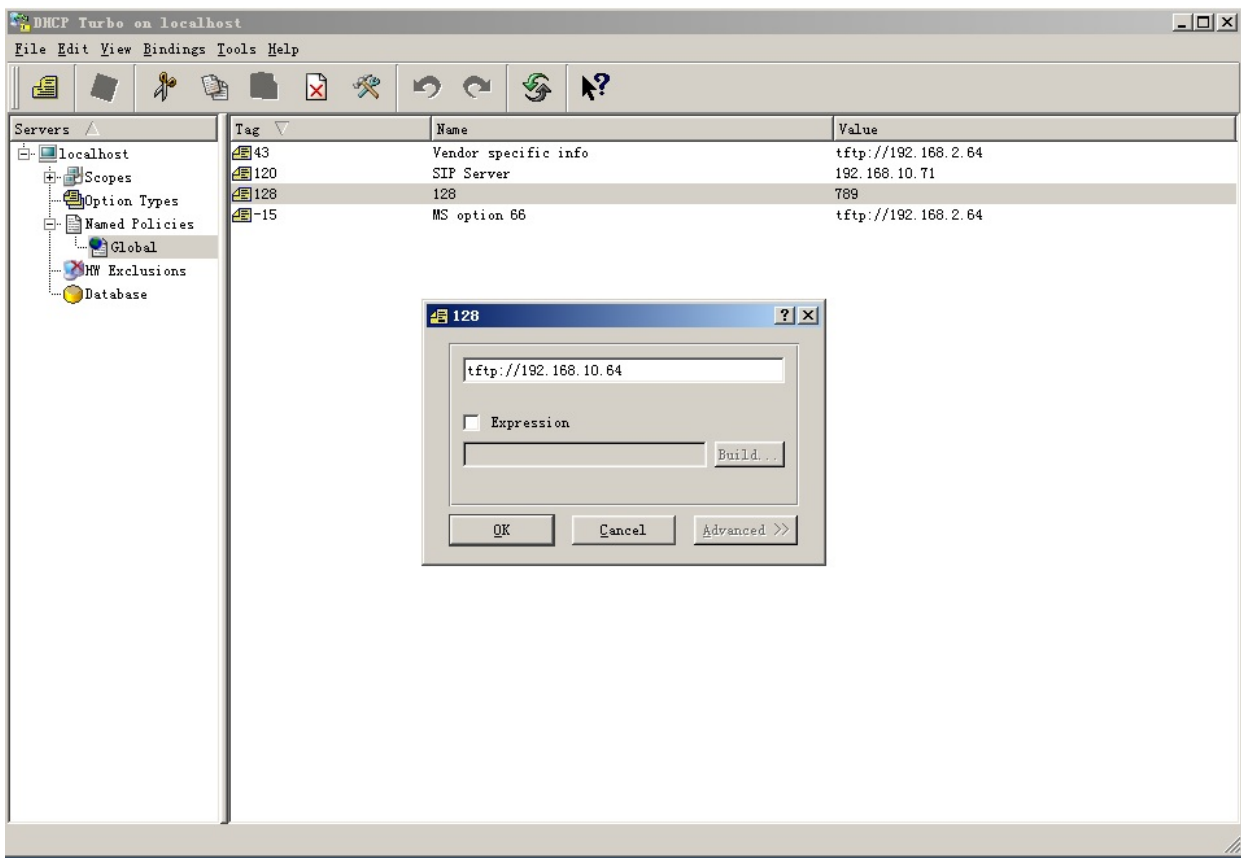 DHCP Turbo on localhost
File Edit View Bindings Tools Help
Servers
Tag Name Value
localhost
Scopes
Option Types
Named Policies
Global
HW Exclusions
Database
43 Vendor specific info tftp://192.168.2.64
120 SIP Server 192.168.10.71
128 128 789
-15 MS option 66 tftp://192.168.2.64
128
tftp://192.168.10.64
Expression
Build...
OK Cancel Advanced >>